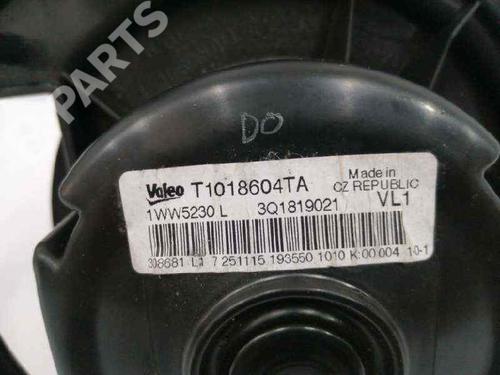 PARTS
DO
Valeo T1018604TA
Made in
CZ REPUBLIC
1WW5230 L 3Q1819021 VL1
308681 L1 7 251115 193550 1010 K:00 004 10-1